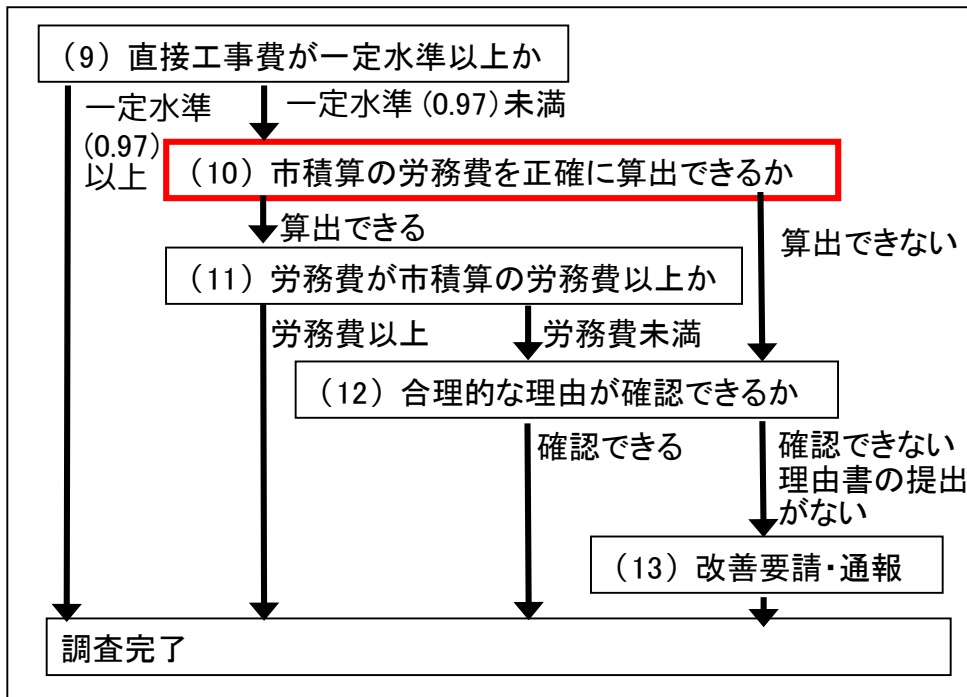 （9）直接工事費が一定水準以上か
一定水準
(0.97)
以上
一定水準(0.97)未満
（10）市積算の労務費を正確に算出できるか
算出できる
算出できない
（11）労務費が市積算の労務費以上か
労務費以上
労務費未満
（12）合理的な理由が確認できるか
確認できる
確認できない
理由書の提出
がない
（13）改善要請・通報
調査完了